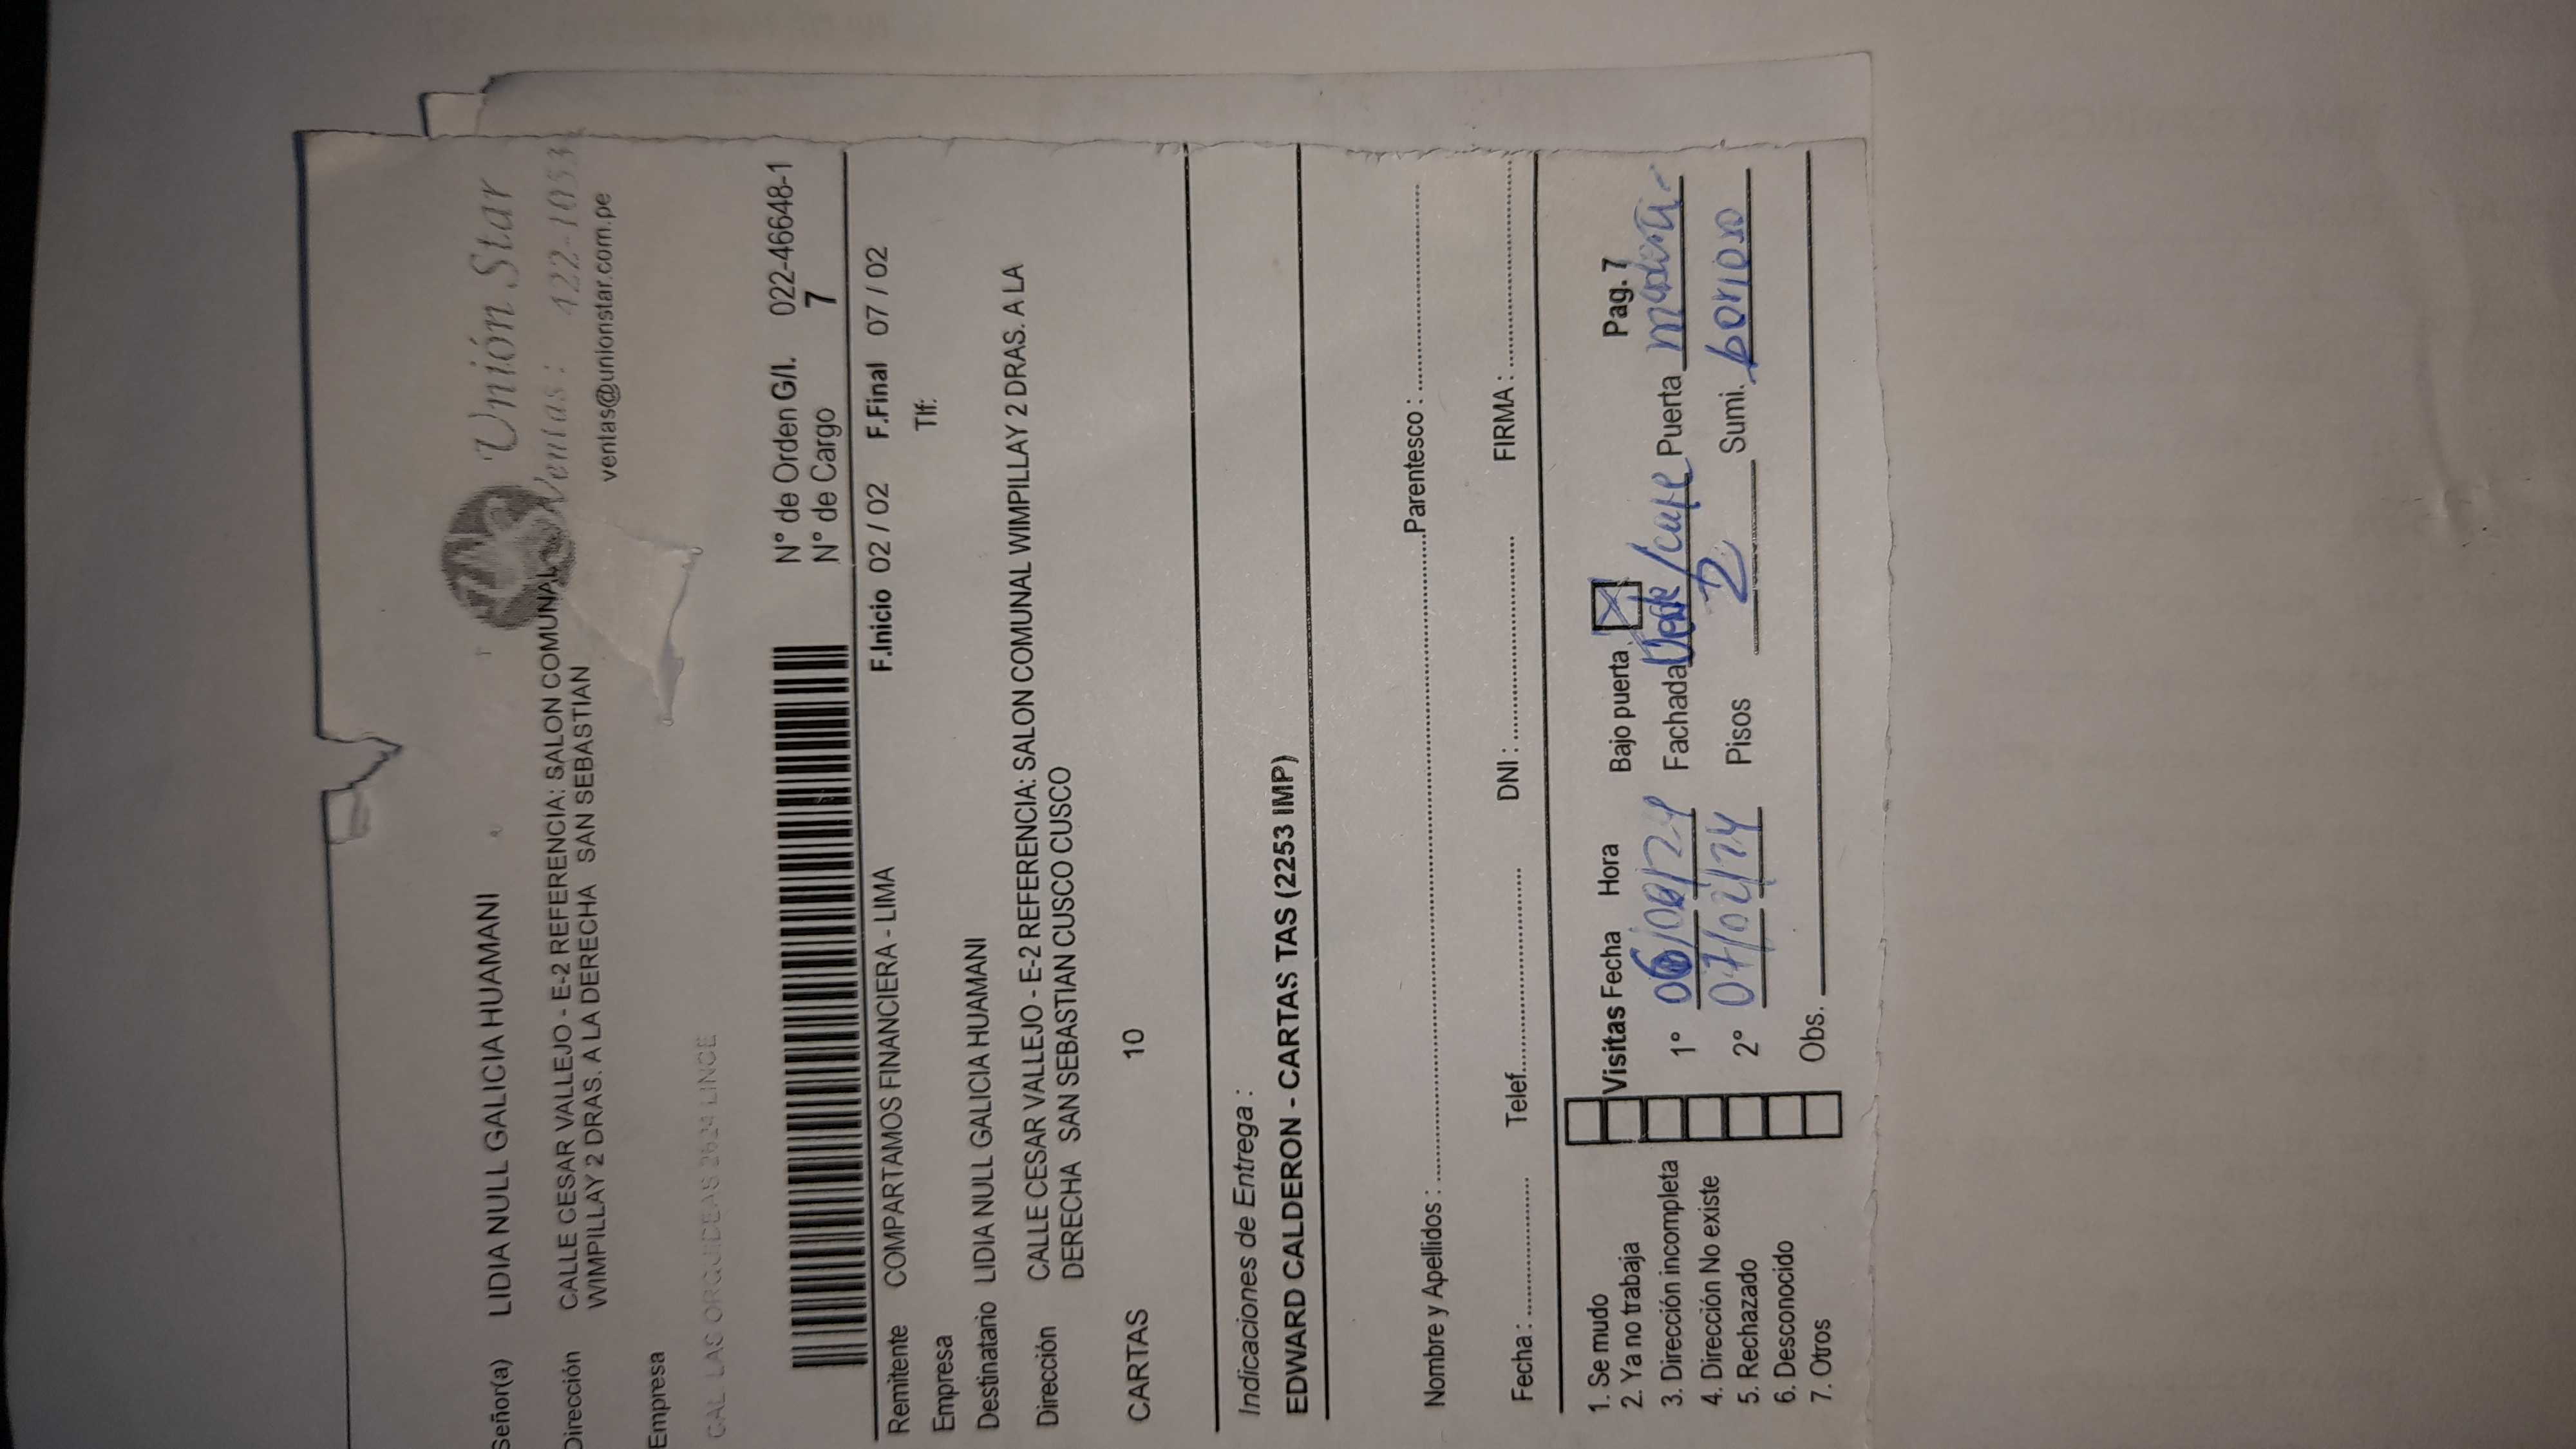 Unión Star
Ventas: 422-1053
ventas@unionstar.com.pe
Señor(a) LIDIA NULL GALICIA HUAMANI
Dirección CALLE CESAR VALLEJO - E-2 REFERENCIA: SALON COMUNAL
WIMPILLAY 2 DRAS. A LA DERECHA SAN SEBASTIAN
Empresa
CAL LAS ORQUIDEAS 2624 LINCE
N° de Orden G/I. 022-46648-1
N° de Cargo 7
F.Inicio 02 / 02 F.Final 07 / 02
Remitente COMPARTAMOS FINANCIERA - LIMA
Empresa Tlf:
Destinatario LIDIA NULL GALICIA HUAMANI
Dirección CALLE CESAR VALLEJO - E-2 REFERENCIA: SALON COMUNAL WIMPILLAY 2 DRAS. A LA
DERECHA SAN SEBASTIAN CUSCO CUSCO
CARTAS 10
Indicaciones de Entrega :
EDWARD CALDERON - CARTAS TAS (2253 IMP)
Nombre y Apellidos : Parentesco :
Fecha : Telef. DNI : FIRMA :
1. Se mudo
2. Ya no trabaja
3. Dirección incompleta
4. Dirección No existe
5. Rechazado
6. Desconocido
7. Otros
Visitas Fecha Hora Bajo puerta Pag. 7
1° Fachada /cafe Puerta
2° 07/02/24 Pisos 2 Sumi.
Obs.